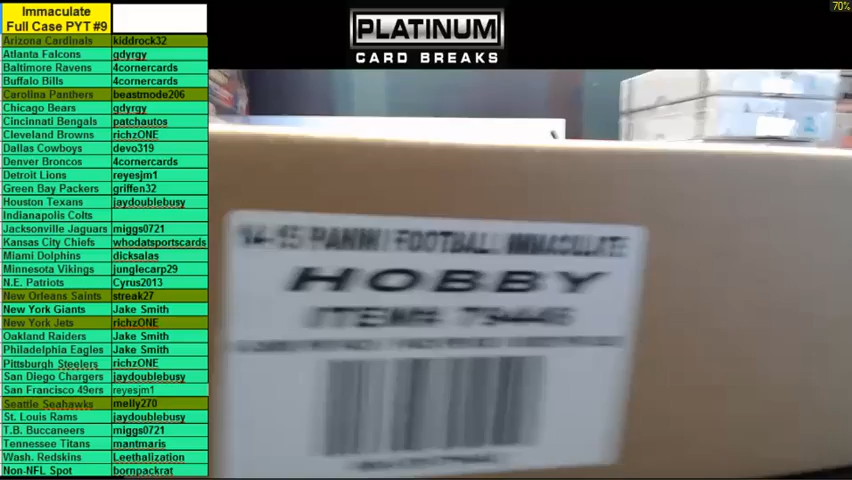 Immaculate
Full Case PYT #9
Arizona Cardinals kiddrock32
Atlanta Falcons gdyrgy
Baltimore Ravens 4cornercards
Buffalo Bills 4cornercards
Carolina Panthers beastmode206
Chicago Bears gdyrgy
Cincinnati Bengals patchautos
Cleveland Browns richzONE
Dallas Cowboys devo319
Denver Broncos 4cornercards
Detroit Lions reyesjm1
Green Bay Packers griffen32
Houston Texans jaydoublebusy
Indianapolis Colts
Jacksonville Jaguars miggs0721
Kansas City Chiefs whodatsportscards
Miami Dolphins dicksalas
Minnesota Vikings junglecarp29
N.E. Patriots Cyrus2013
New Orleans Saints streak27
New York Giants Jake Smith
New York Jets richzONE
Oakland Raiders Jake Smith
Philadelphia Eagles Jake Smith
Pittsburgh Steelers richzONE
San Diego Chargers jaydoublebusy
San Francisco 49ers reyesjm1
Seattle Seahawks melly270
St. Louis Rams jaydoublebusy
T.B. Buccaneers miggs0721
Tennessee Titans mantmaris
Wash. Redskins Leethalization
Non-NFL Spot bornpackrat
PLATINUM
CARD BREAKS
70%
14-15 PANINI FOOTBALL IMMACULATE
HOBBY
ITEM#: 79446